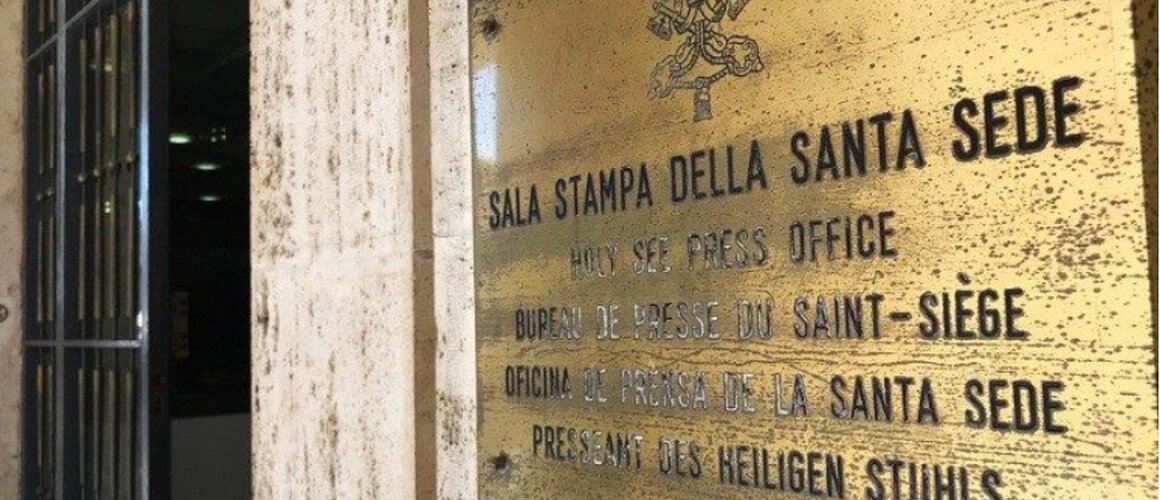 SALA STAMPA DELLA SANTA SEDE
HOLY SEE PRESS OFFICE
BUREAU DE PRESSE DU SAINT-SIÈGE
OFICINA DE PRENSA DE LA SANTA SEDE
PRESSEAMT DES HEILIGEN STUHLS